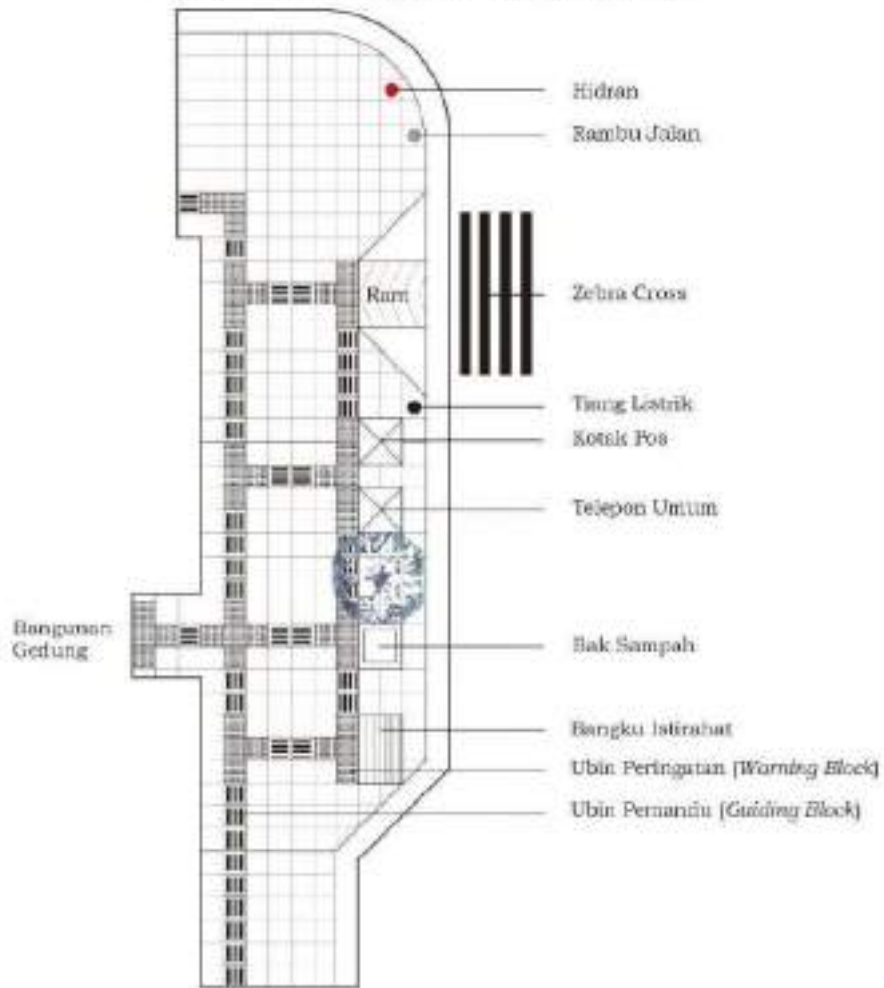 Hidran
Rambu Jalan
Ram
Zebra Cross
Tiang Listrik
Kotak Pos
Telepon Umum
Bangunan
Gedung
Bak Sampah
Bangku Istirahat
Ubin Peringatan (Warning Block)
Ubin Pemandu (Guiding Block)